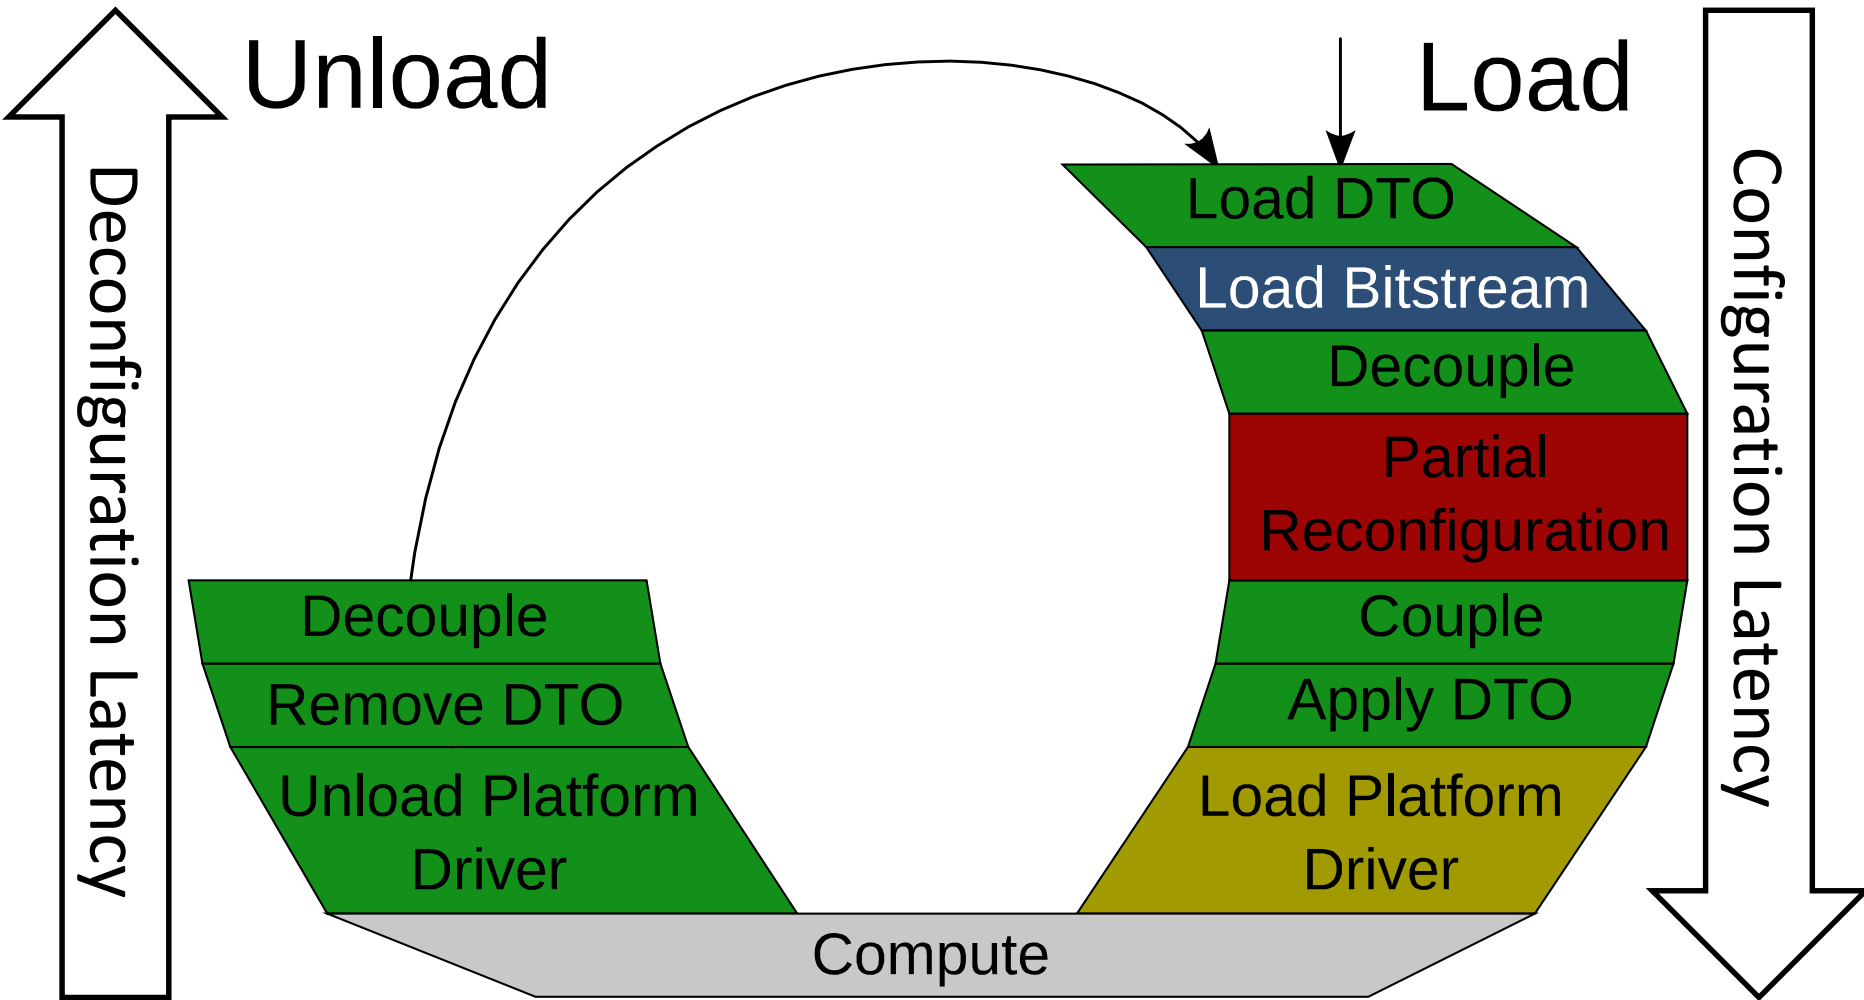 Unload
Load
Deconfiguration Latency
Configuration Latency
Load DTO
Load Bitstream
Decouple
Partial
Reconfiguration
Couple
Apply DTO
Load Platform
Driver
Compute
Unload Platform
Driver
Remove DTO
Decouple